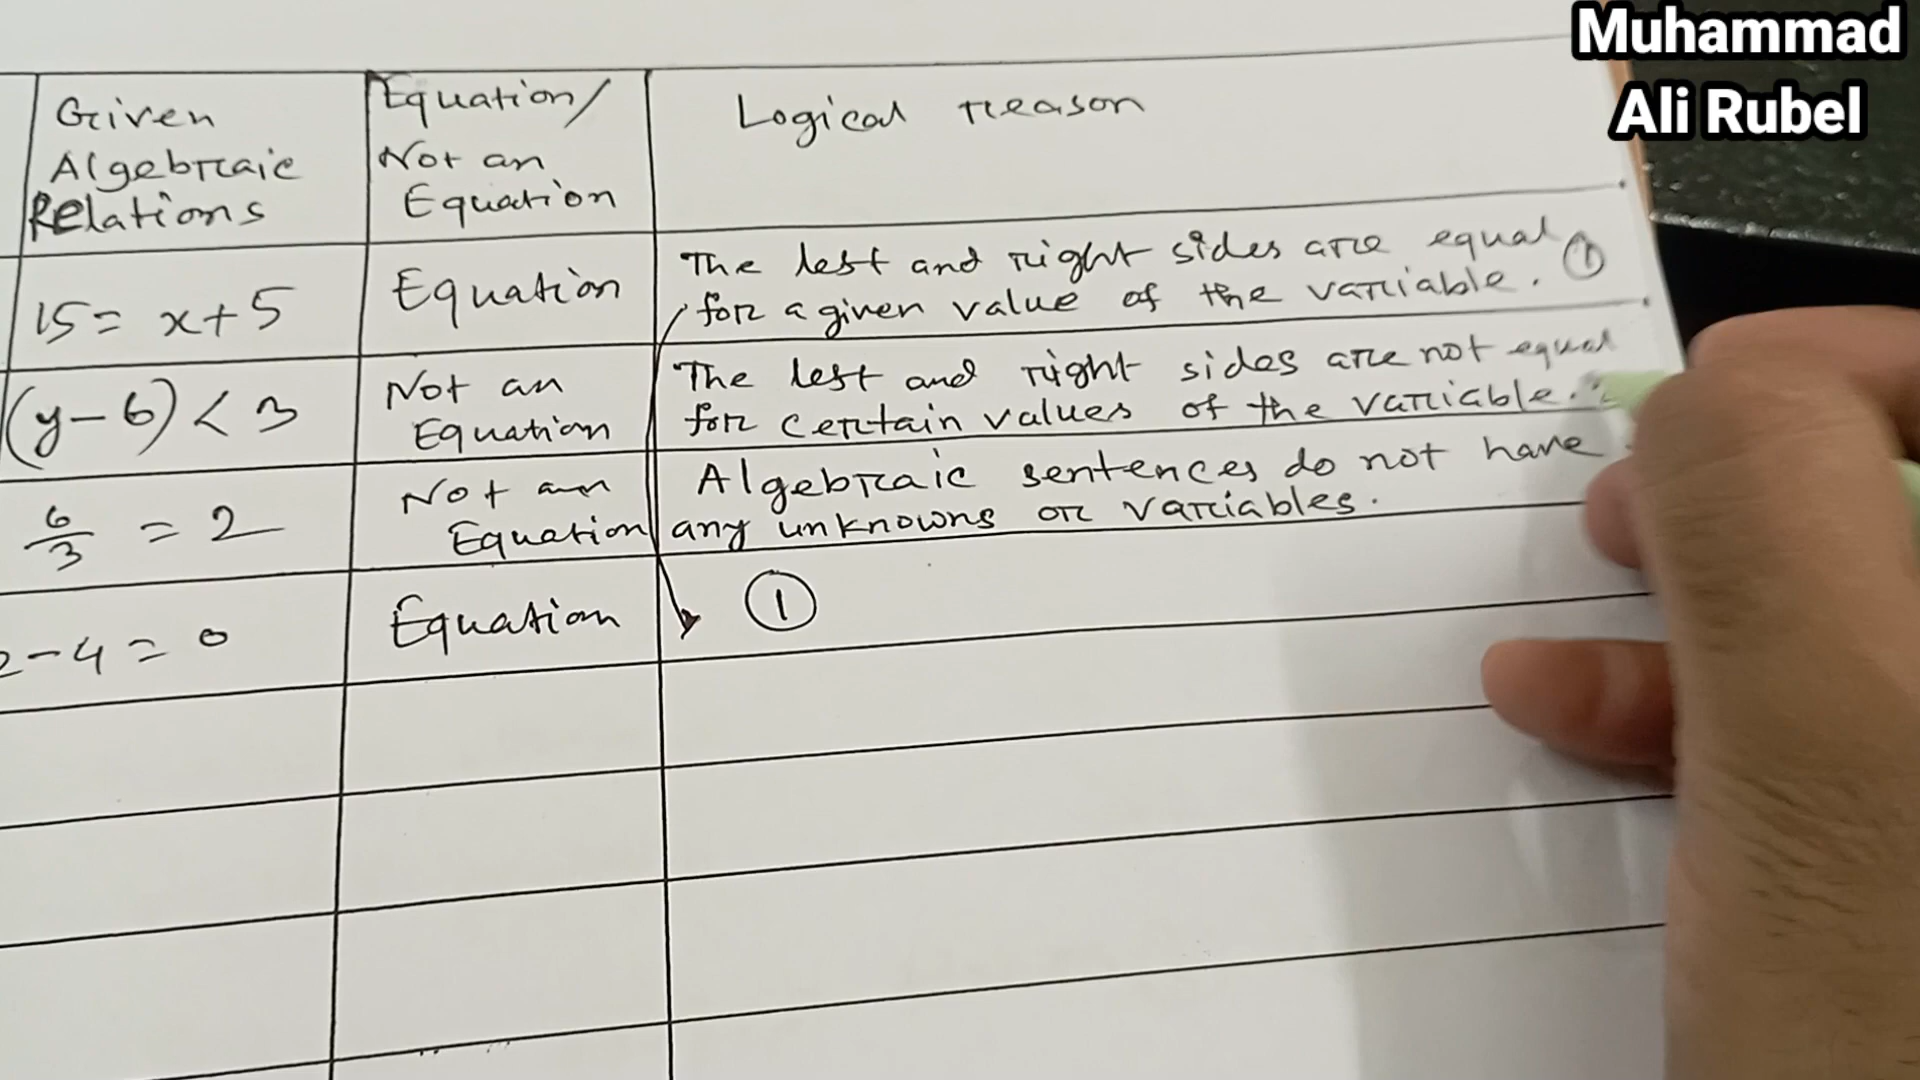 Muhammad
Ali Rubel
Given
Algebraic
Relations
Equation/
Not an
Equation
Logical reason
15 = x+5
Equation
The left and right sides are equal
for a given value of the variable. ①
(y-6) < 3
Not an
Equation
The left and right sides are not equal
for certain values of the variable.
6/3 = 2
Not an
Equation
Algebraic sentences do not have
any unknowns or variables.
2-4=0
Equation
①